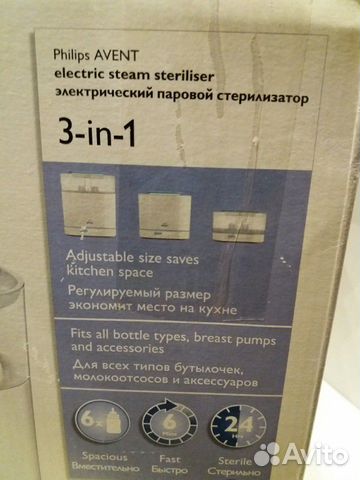 Philips AVENT
electric steam steriliser
электрический паровой стерилизатор
3-in-1
Adjustable size saves
kitchen space
Регулируемый размер
экономит место на кухне
Fits all bottle types, breast pumps
and accessories
Для всех типов бутылочек,
молокоотсосов и аксессуаров
6x
6
24
Spacious
Вместительно
Fast
Быстро
Sterile
Стерильно
Avito